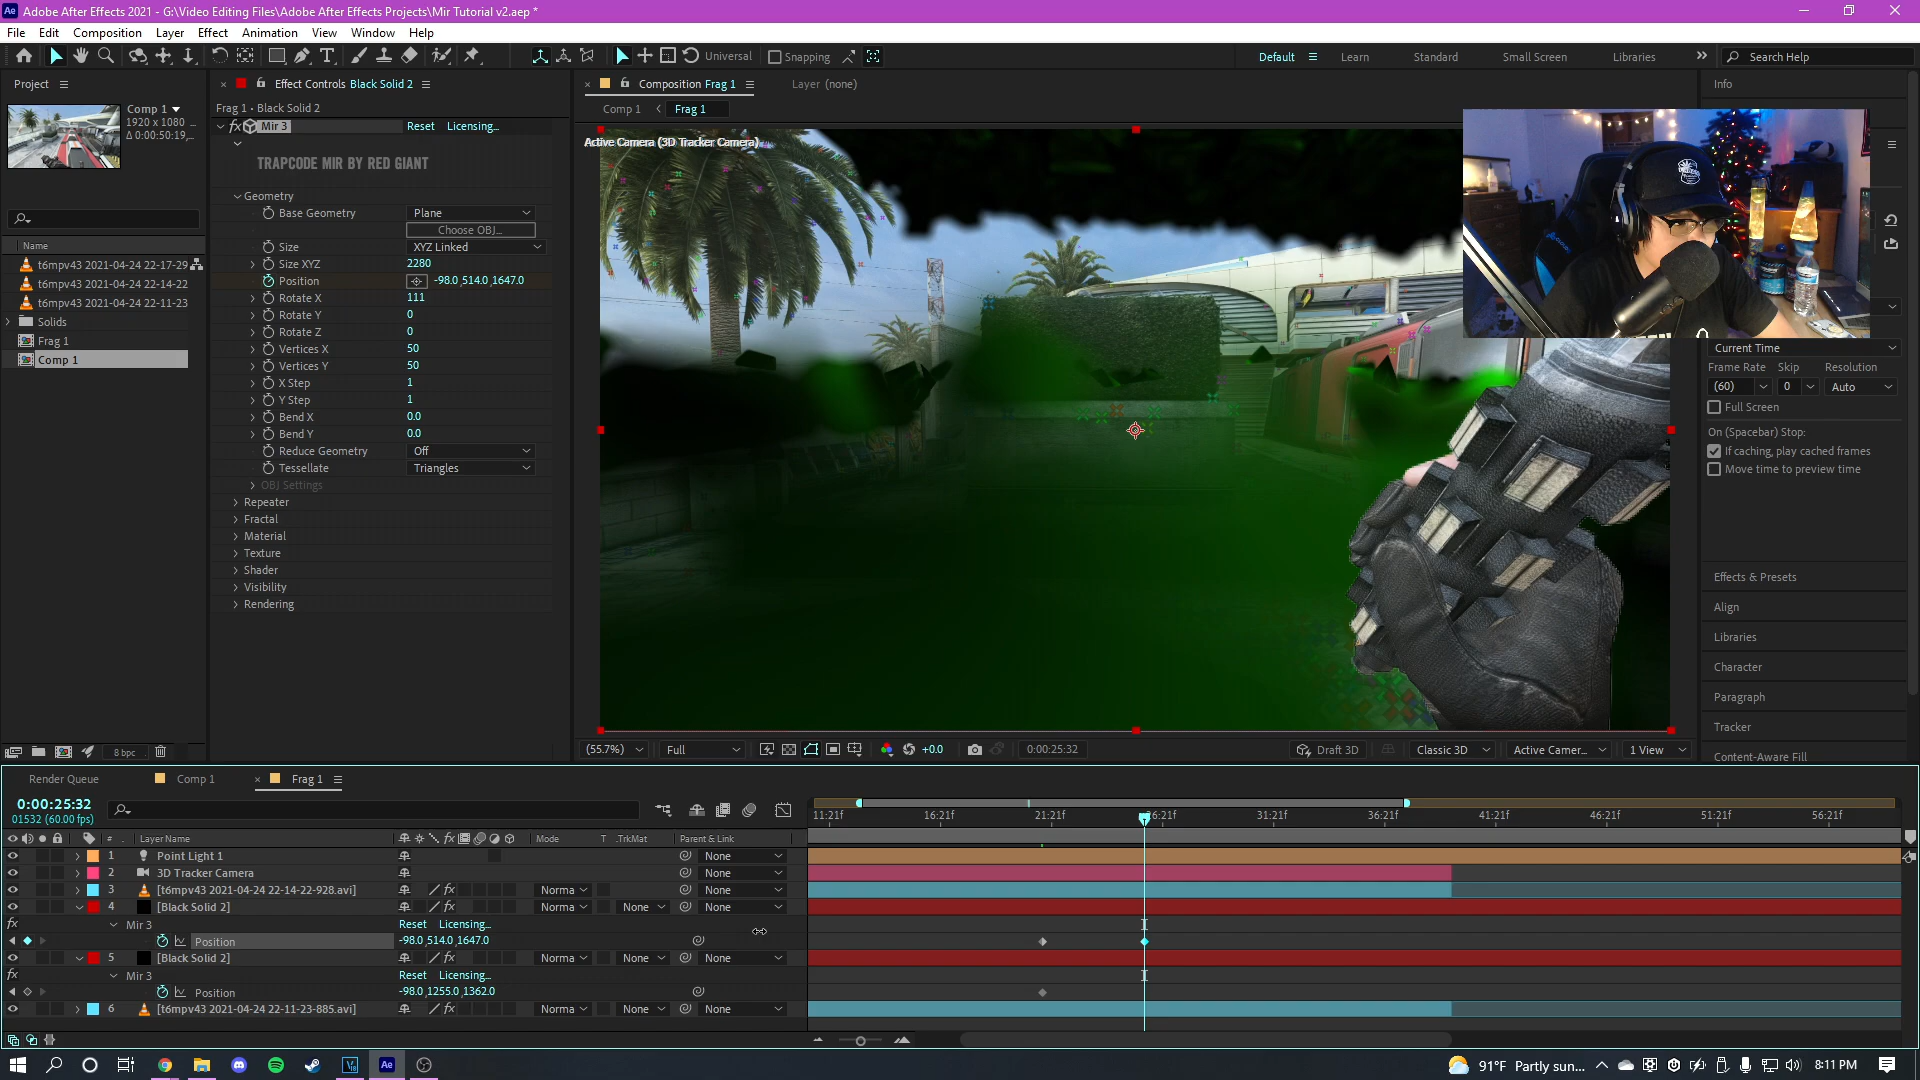 Adobe After Effects 2021 - G:\Video Editing Files\Adobe After Effects Projects\Mir Tutorial v2.aep *
File Edit Composition Layer Effect Animation View Window Help
Universal Snapping Default Learn Standard Small Screen Libraries Search Help
Project
Comp 1
1920 x 1080 ...
Δ 0:00:50:19,...
Name
t6mpv43 2021-04-24 22-17-29
t6mpv43 2021-04-24 22-14-22
t6mpv43 2021-04-24 22-11-23
Solids
Frag 1
Comp 1
8 bpc
Effect Controls Black Solid 2
Frag 1 • Black Solid 2
Mir 3 Reset Licensing...
TRAPCODE MIR BY RED GIANT
Geometry
Base Geometry Plane
Choose OBJ...
Size XYZ Linked
Size XYZ 2280
Position -98.0,514.0,1647.0
Rotate X 111
Rotate Y 0
Rotate Z 0
Vertices X 50
Vertices Y 50
X Step 1
Y Step 1
Bend X 0.0
Bend Y 0.0
Reduce Geometry Off
Tessellate Triangles
OBJ Settings
Repeater
Fractal
Material
Texture
Shader
Visibility
Rendering
Composition Frag 1
Layer (none)
Comp 1 Frag 1
Active Camera (3D Tracker Camera)
(55.7%) Full +0.0 0:00:25:32 Draft 3D Classic 3D Active Camer... 1 View
Info
Current Time
Frame Rate Skip Resolution
(60) 0 Auto
Full Screen
On (Spacebar) Stop:
If caching, play cached frames
Move time to preview time
Effects & Presets
Align
Libraries
Character
Paragraph
Tracker
Content-Aware Fill
Render Queue Comp 1 Frag 1
0:00:25:32
01532 (60.00 fps)
11:21f 16:21f 21:21f 26:21f 31:21f 36:21f 41:21f 46:21f 51:21f 56:21f
# Layer Name Mode T .TrkMat Parent & Link
1 Point Light 1 None
2 3D Tracker Camera None
3 [t6mpv43 2021-04-24 22-14-22-928.avi] Norma None
4 [Black Solid 2] Norma None None
Mir 3 Reset Licensing...
Position -98.0,514.0,1647.0
5 [Black Solid 2] Norma None None
Mir 3 Reset Licensing...
Position -98.0,1255.0,1362.0
6 [t6mpv43 2021-04-24 22-11-23-885.avi] Norma None None
91°F Partly sun... 8:11 PM